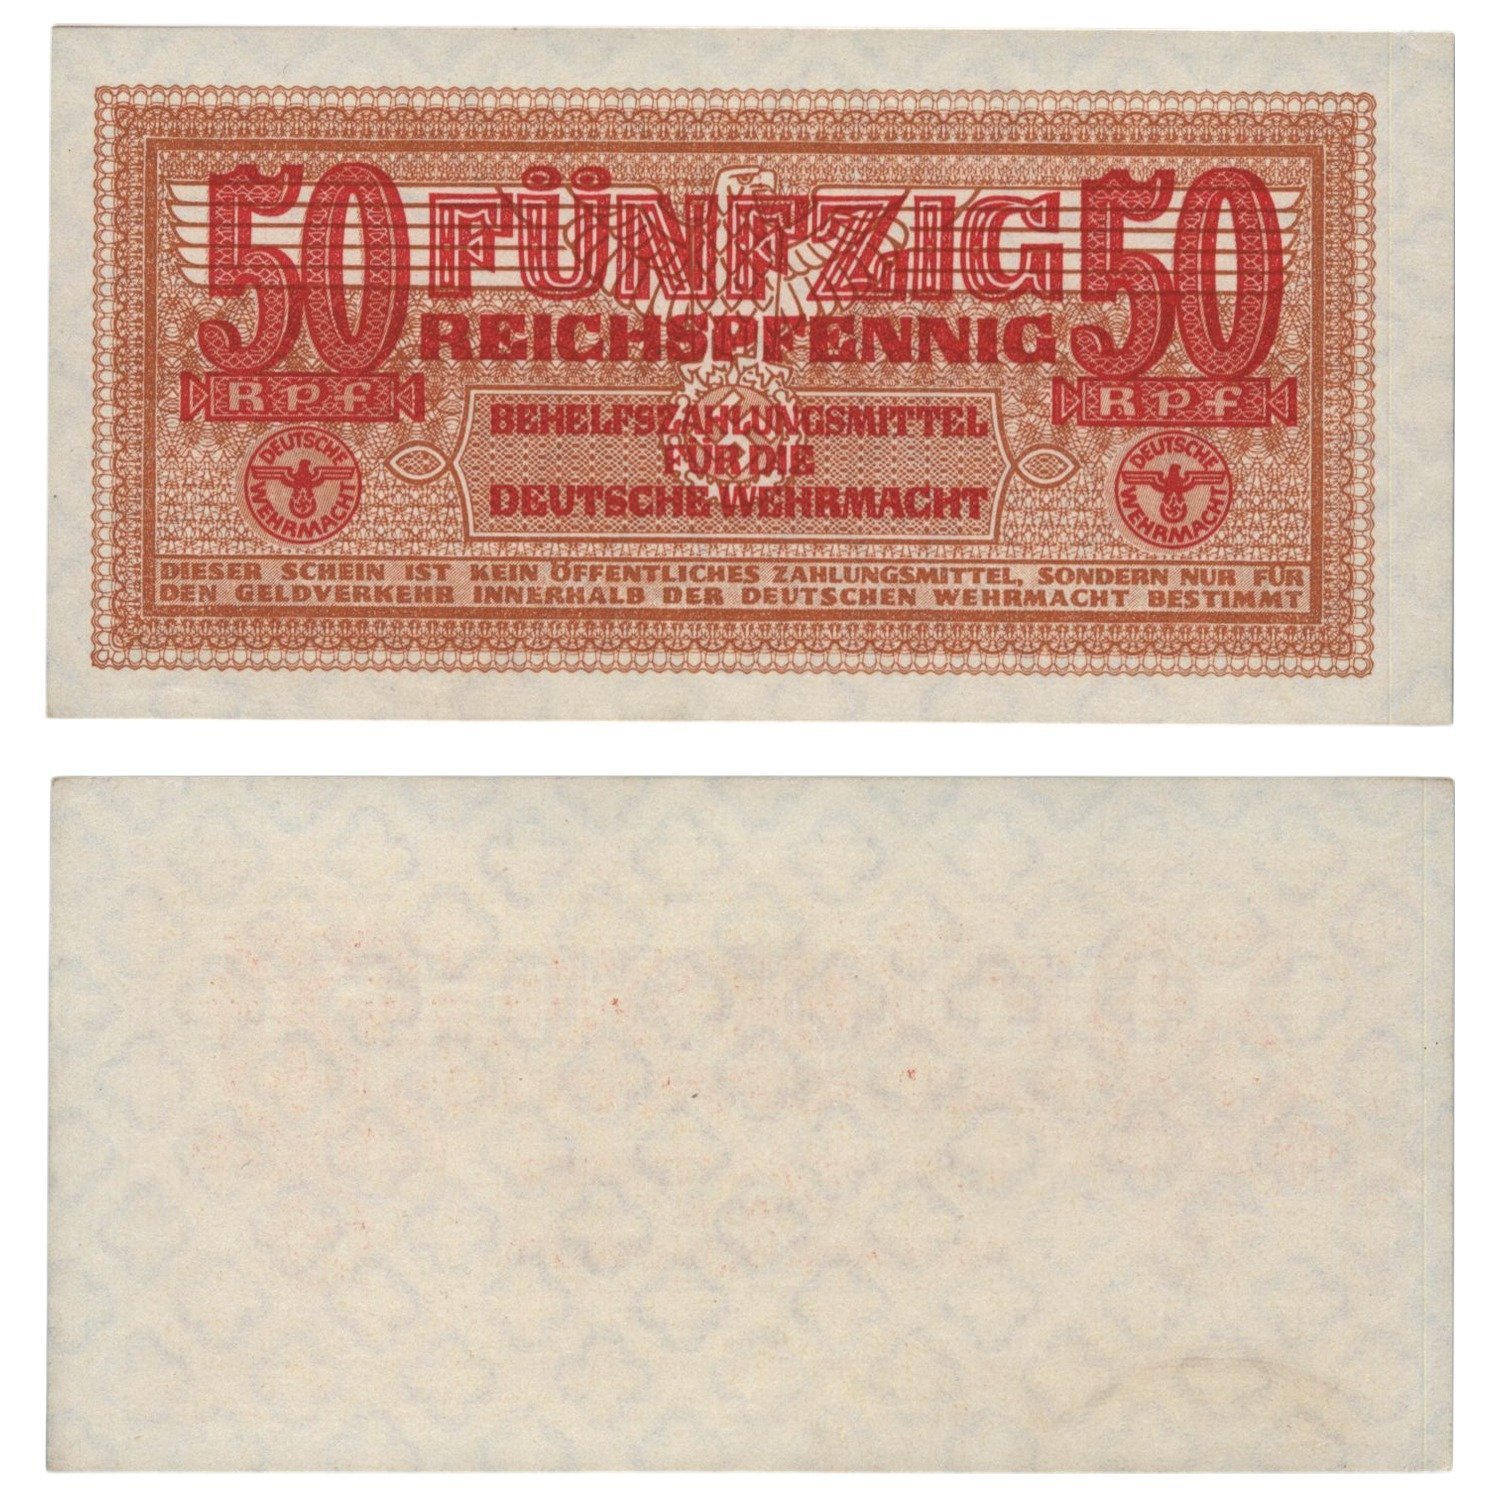 50 FÜNFZIG 50
REICHSPFENNIG
Rpf Rpf
BEHELFSZAHLUNGSMITTEL
FÜR DIE
DEUTSCHE WEHRMACHT
DEUTSCHE WEHRMACHT
DEUTSCHE WEHRMACHT
DIESER SCHEIN IST KEIN ÖFFENTLICHES ZAHLUNGSMITTEL, SONDERN NUR FÜR
DEN GELDVERKEHR INNERHALB DER DEUTSCHEN WEHRMACHT BESTIMMT